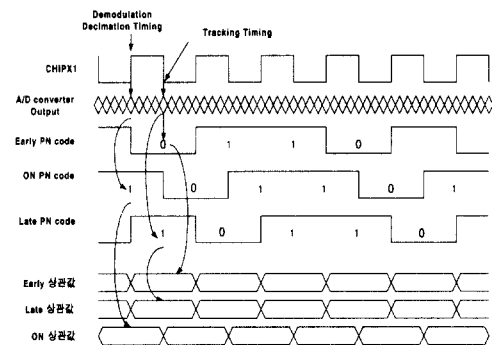 Demodulation
Decimation Timing
Tracking Timing
CHIPX1
A/D converter
Output
Early PN code
0 1 1 0
ON PN code
1 0 1 1 0 1
Late PN code
1 0 1 1 0
Early 상관값
Late 상관값
ON 상관값